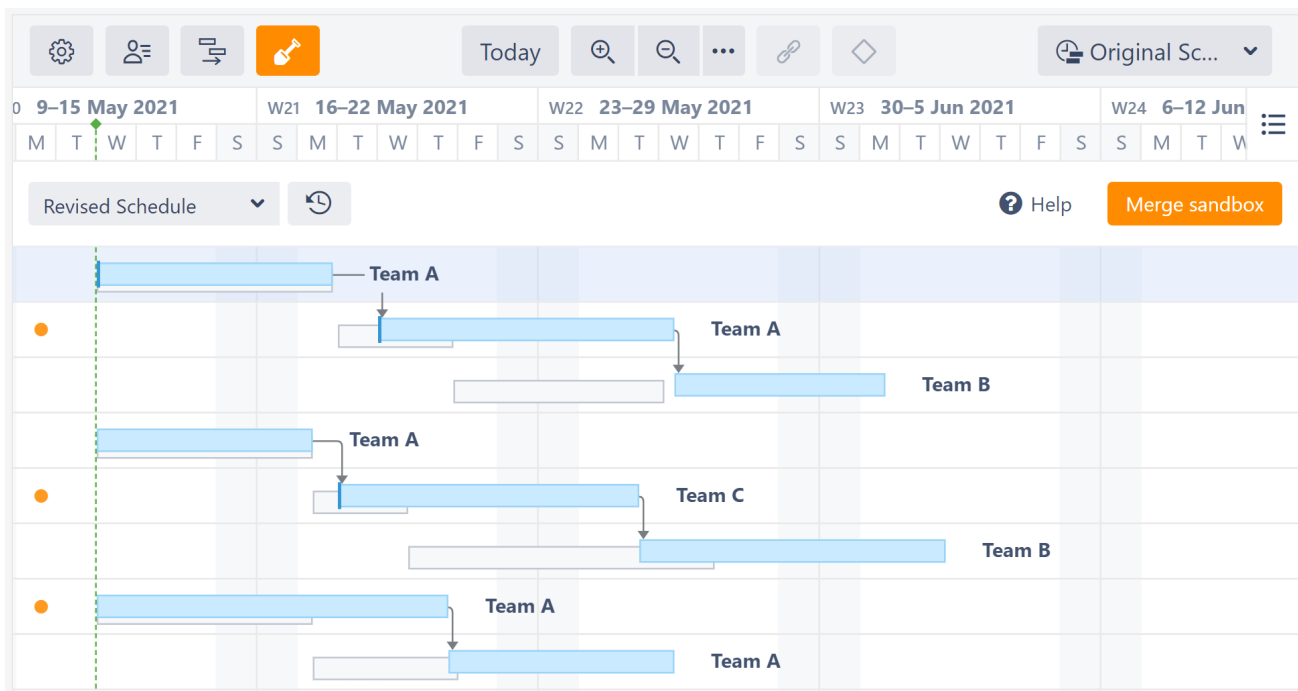 Today ••• Original Sc...
0 9–15 May 2021 W21 16–22 May 2021 W22 23–29 May 2021 W23 30–5 Jun 2021 W24 6–12 Jun
M T W T F S S M T W T F S S M T W T F S S M T W T F S S M T W
Revised Schedule Help Merge sandbox
Team A
Team A
Team B
Team A
Team C
Team B
Team A
Team A